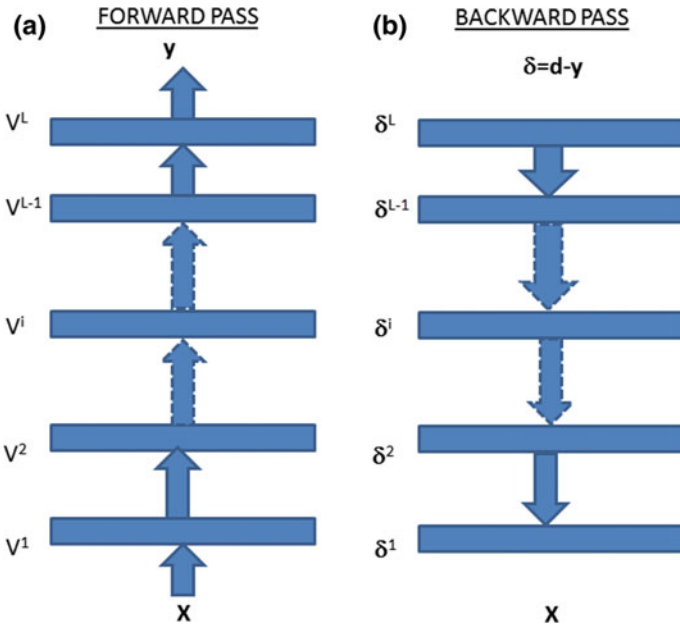 (a) FORWARD PASS
y
V^L
V^{L-1}
V^i
V^2
V^1
X
(b) BACKWARD PASS
δ=d-y
δ^L
δ^{L-1}
δ^i
δ^2
δ^1
X